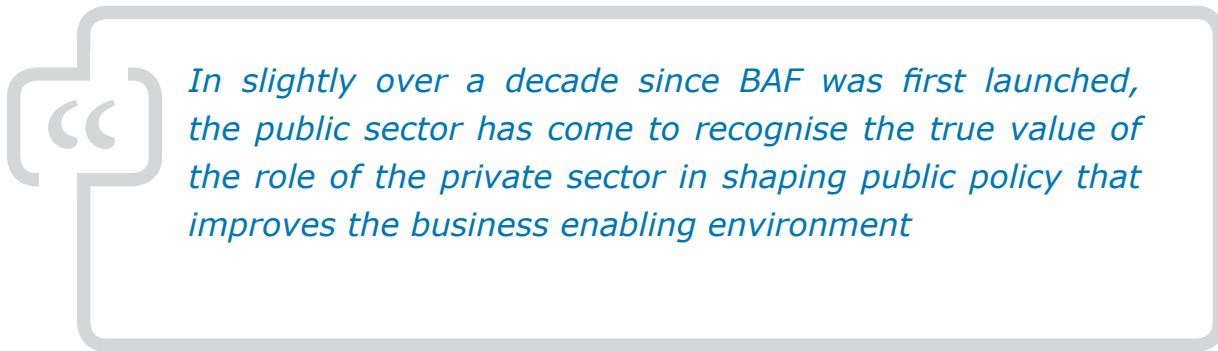 “
In slightly over a decade since BAF was first launched,
the public sector has come to recognise the true value of
the role of the private sector in shaping public policy that
improves the business enabling environment